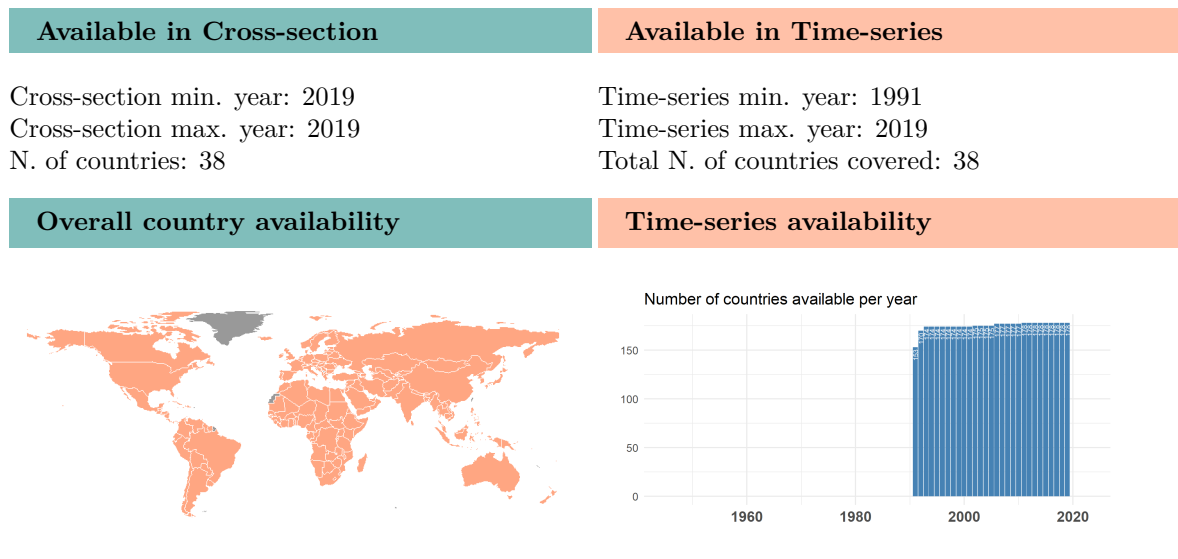 Available in Cross-section
Cross-section min. year: 2019
Cross-section max. year: 2019
N. of countries: 38
Available in Time-series
Time-series min. year: 1991
Time-series max. year: 2019
Total N. of countries covered: 38
Overall country availability
Time-series availability
Number of countries available per year
150
100
50
0
1960
1980
2000
2020